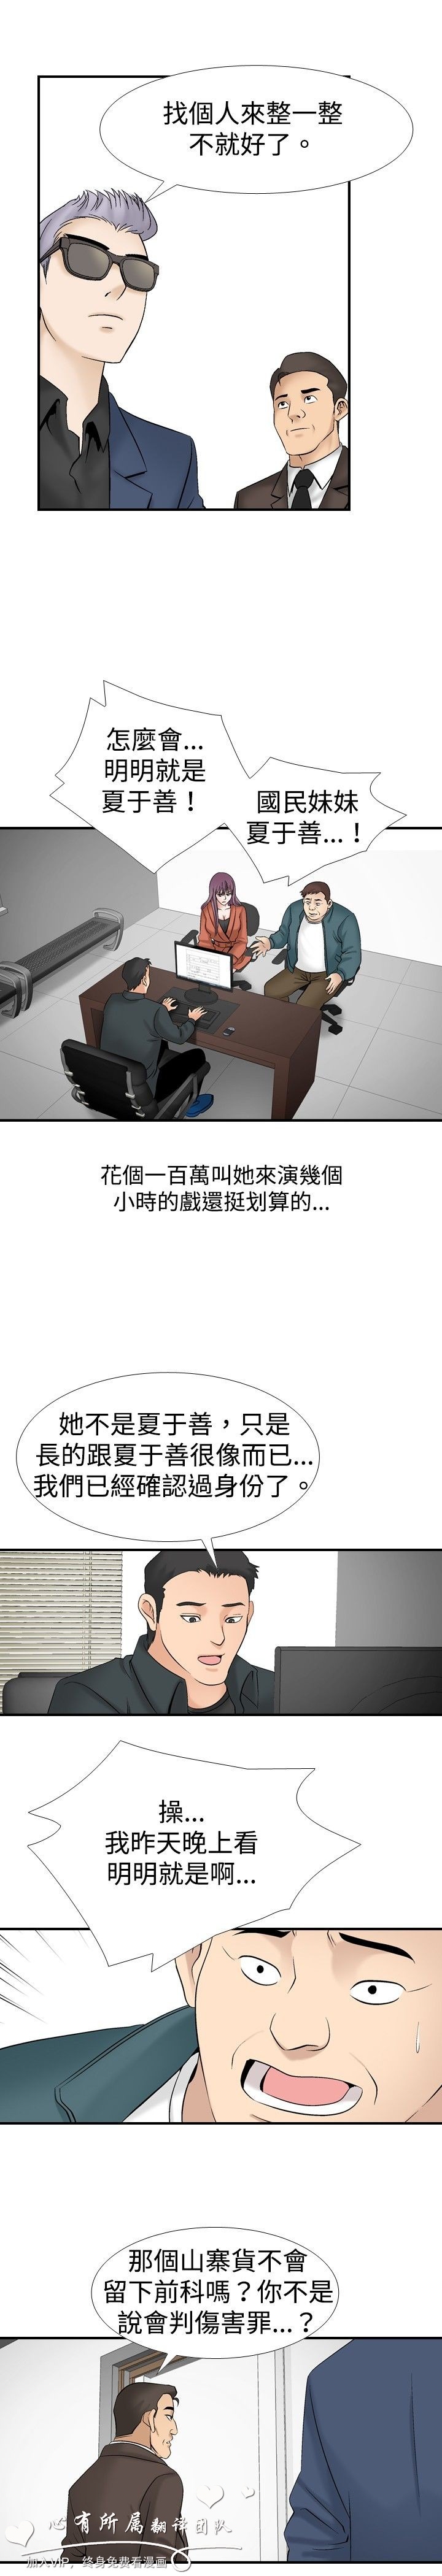 找個人來整一整
不就好了。
怎麼會...
明明就是
夏于善！
國民妹妹
夏于善...！
花個一百萬叫她來演幾個
小時的戲還挺划算的...
她不是夏于善，只是
長的跟夏于善很像而已...
我們已經確認過身份了。
操...
我昨天晚上看
明明就是啊...
那個山寨貨不會
留下前科嗎？你不是
說會判傷害罪...？
心有所属翻译团队
加入VIP，终身免费看漫画